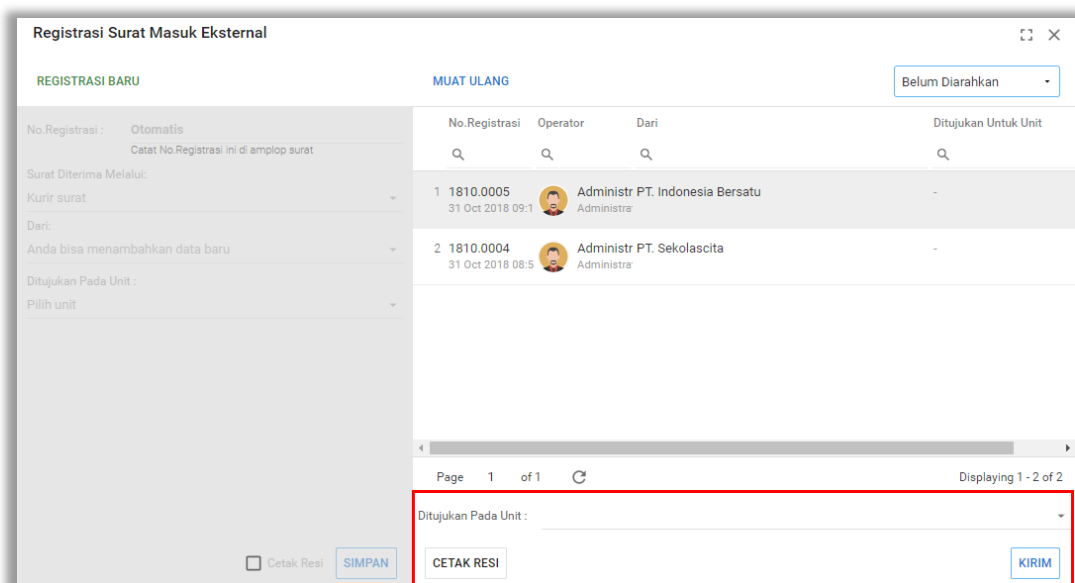 Registrasi Surat Masuk Eksternal
REGISTRASI BARU
MUAT ULANG
Belum Diarahkan
No.Registrasi : Otomatis
Catat No.Registrasi ini di amplop surat
Surat Diterima Melalui:
Kurir surat
Dari:
Anda bisa menambahkan data baru
Ditujukan Pada Unit :
Pilih unit
Cetak Resi SIMPAN
No.Registrasi Operator Dari Ditujukan Untuk Unit
1 1810.0005 Administr PT. Indonesia Bersatu -
31 Oct 2018 09:1 Administra
2 1810.0004 Administr PT. Sekolascita -
31 Oct 2018 08:5 Administra
Page 1 of 1 Displaying 1 - 2 of 2
Ditujukan Pada Unit :
CETAK RESI KIRIM